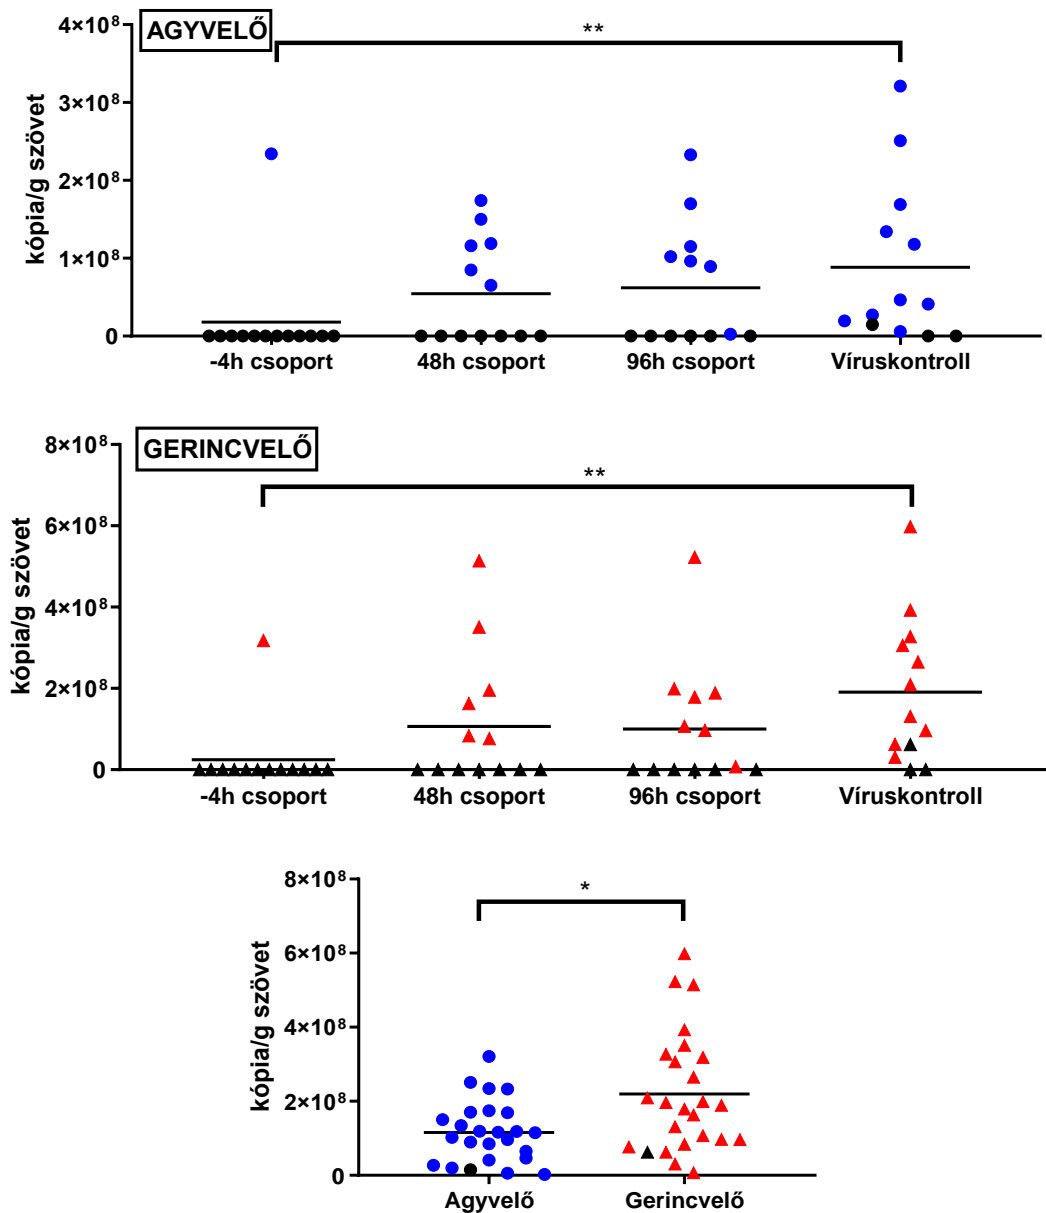 AGYVELŐ
**
4×10⁸
3×10⁸
2×10⁸
1×10⁸
0
kópia/g szövet
-4h csoport 48h csoport 96h csoport Víruskontroll
GERINCVELŐ
**
8×10⁸
6×10⁸
4×10⁸
2×10⁸
0
kópia/g szövet
-4h csoport 48h csoport 96h csoport Víruskontroll
*
8×10⁸
6×10⁸
4×10⁸
2×10⁸
0
kópia/g szövet
Agyvelő Gerincvelő